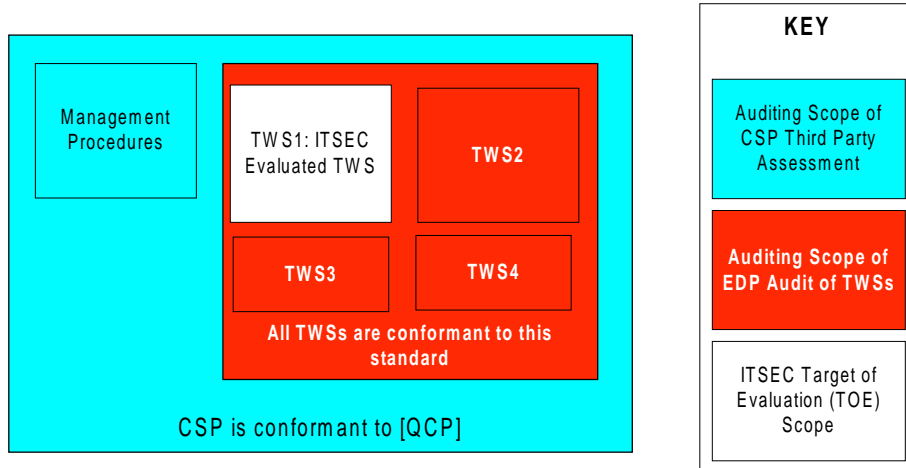 Management
Procedures
TWS1: ITSEC
Evaluated TWS
TWS2
TWS3
TWS4
All TWSs are conformant to this
standard
CSP is conformant to [QCP]
KEY
Auditing Scope of
CSP Third Party
Assessment
Auditing Scope of
EDP Audit of TWSs
ITSEC Target of
Evaluation (TOE)
Scope